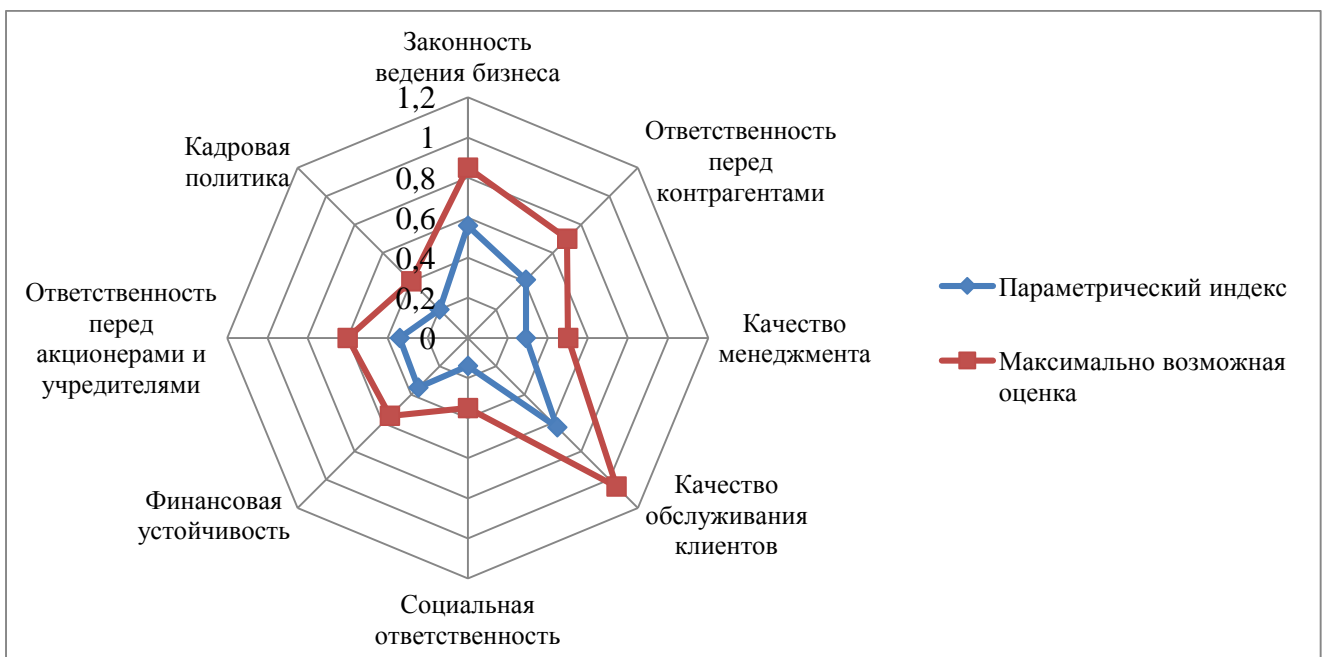 Законность
ведения бизнеса
1,2
1
0,8
0,6
0,4
0,2
0
Ответственность
перед
контрагентами
Качество
менеджмента
Качество
обслуживания
клиентов
Социальная
ответственность
Финансовая
устойчивость
Ответственность
перед
акционерами и
учредителями
Кадровая
политика
Параметрический индекс
Максимально возможная
оценка